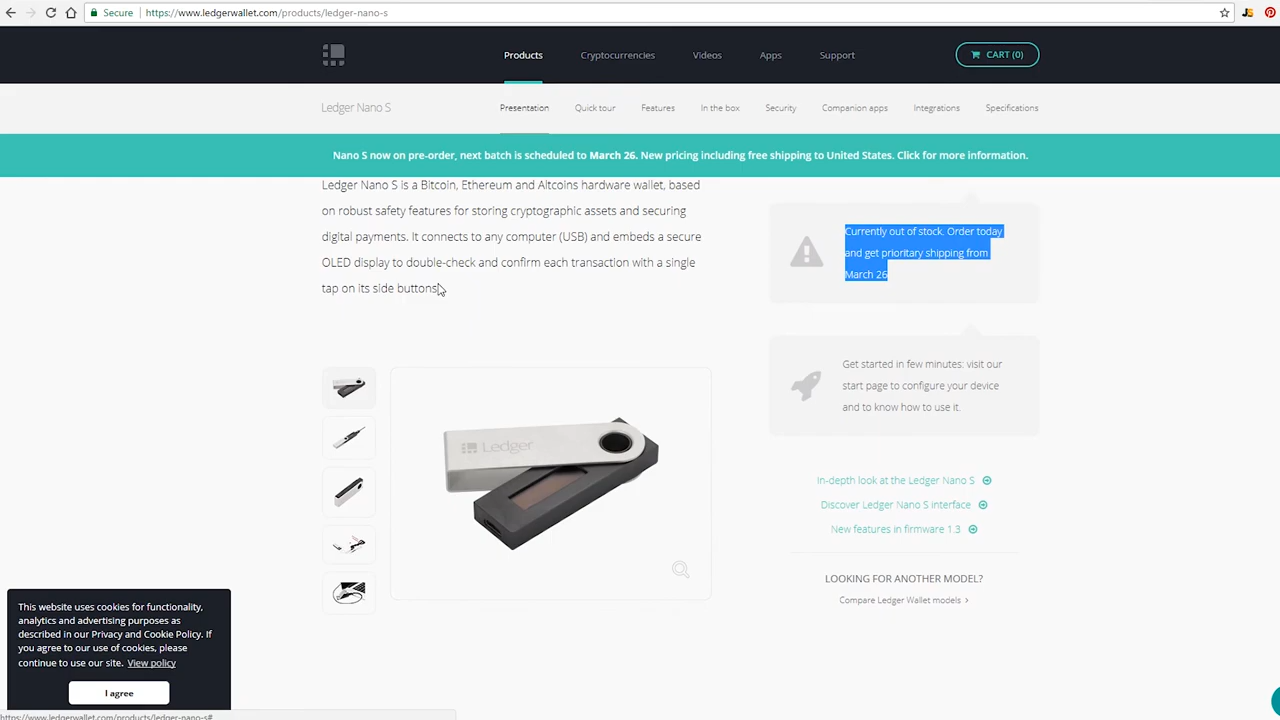 Secure https://www.ledgerwallet.com/products/ledger-nano-s
JS
Products Cryptocurrencies Videos Apps Support CART (0)
Ledger Nano S Presentation Quick tour Features In the box Security Companion apps Integrations Specifications
Nano S now on pre-order, next batch is scheduled to March 26. New pricing including free shipping to United States. Click for more information.
Ledger Nano S is a Bitcoin, Ethereum and Altcoins hardware wallet, based
on robust safety features for storing cryptographic assets and securing
digital payments. It connects to any computer (USB) and embeds a secure
OLED display to double-check and confirm each transaction with a single
tap on its side buttons.
Currently out of stock. Order today
and get prioritary shipping from
March 26
Get started in few minutes: visit our
start page to configure your device
and to know how to use it.
Ledger
In-depth look at the Ledger Nano S
Discover Ledger Nano S interface
New features in firmware 1.3
LOOKING FOR ANOTHER MODEL?
Compare Ledger Wallet models >
This website uses cookies for functionality,
analytics and advertising purposes as
described in our Privacy and Cookie Policy. If
you agree to our use of cookies, please
continue to use our site. View policy
I agree
https://www.ledgerwallet.com/products/ledger-nano-s#